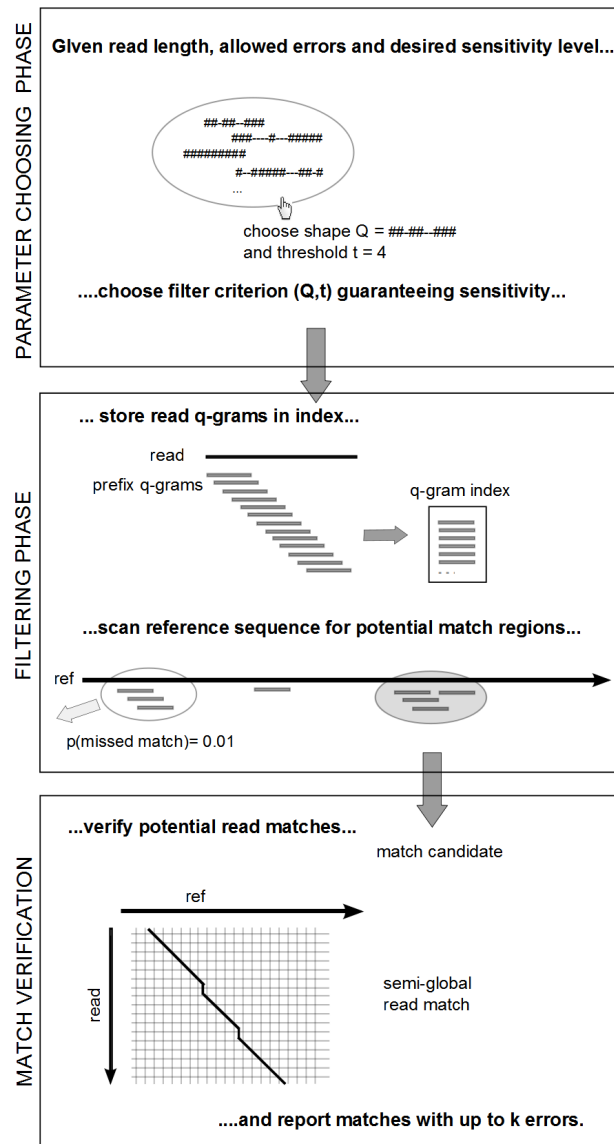 PARAMETER CHOOSING PHASE
GIven read length, allowed errors and desired sensitivity level...
##-##--###
###----#---#####
#########
#--#####---##-#
...
choose shape Q = ##-##--###
and threshold t = 4
....choose filter criterion (Q,t) guaranteeing sensitivity...
FILTERING PHASE
... store read q-grams in index...
read
prefix q-grams
q-gram index
...scan reference sequence for potential match regions...
ref
p(missed match)= 0.01
MATCH VERIFICATION
...verify potential read matches...
match candidate
ref
read
semi-global
read match
....and report matches with up to k errors.